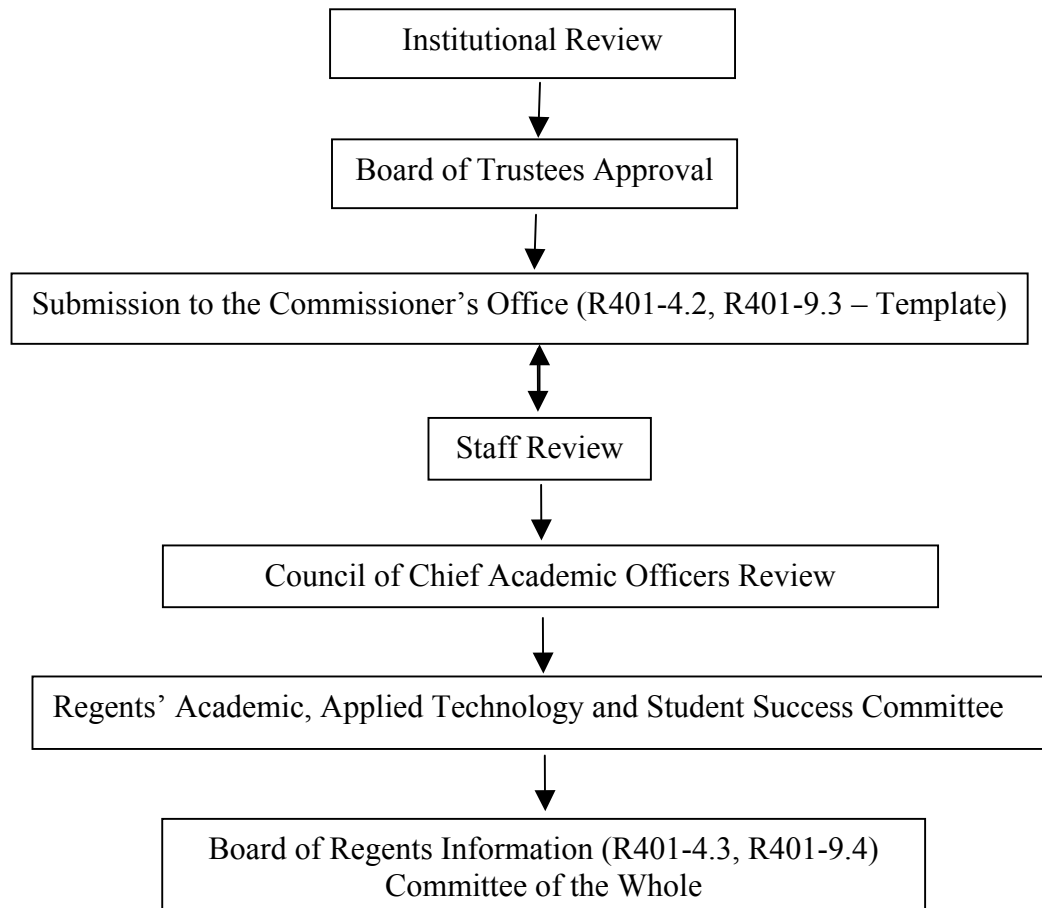 Institutional Review
Board of Trustees Approval
Submission to the Commissioner’s Office (R401-4.2, R401-9.3 – Template)
Staff Review
Council of Chief Academic Officers Review
Regents’ Academic, Applied Technology and Student Success Committee
Board of Regents Information (R401-4.3, R401-9.4)
Committee of the Whole